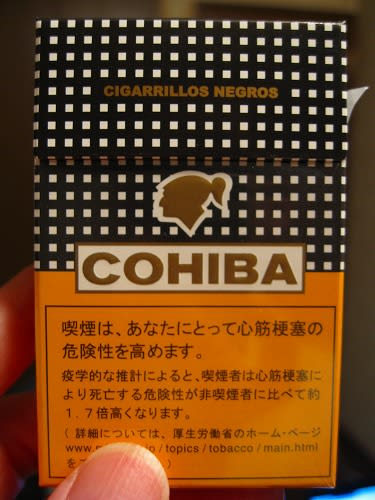 CIGARRILLOS NEGROS
COHIBA
喫煙は、あなたにとって心筋梗塞の
危険性を高めます。
疫学的な推計によると、喫煙者は心筋梗塞に
より死亡する危険性が非喫煙者に比べて約
１.７倍高くなります。
（詳細については、厚生労働省のホーム・ページ
/topics/tobacco/main.html